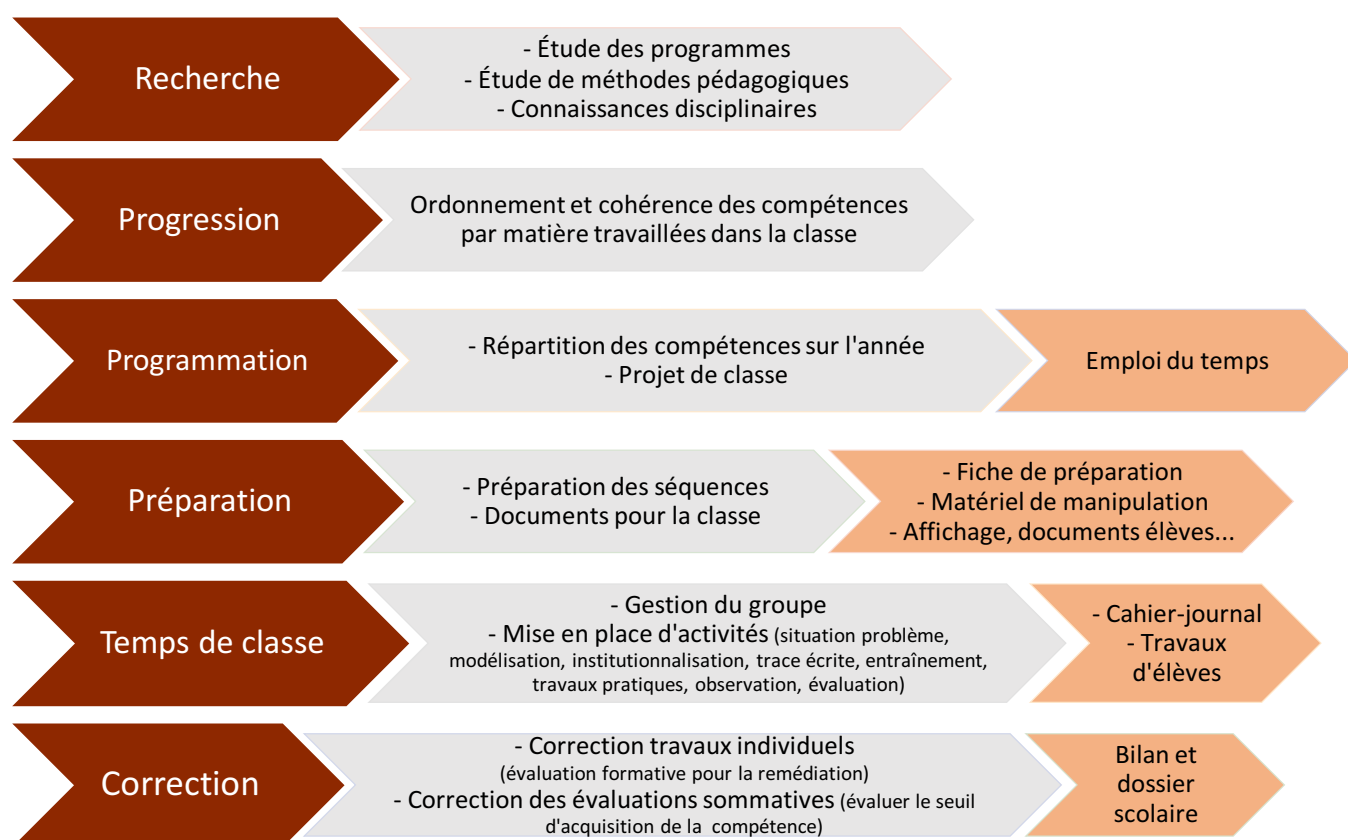 Recherche
- Étude des programmes
- Étude de méthodes pédagogiques
- Connaissances disciplinaires
Progression
Ordonnement et cohérence des compétences
par matière travaillées dans la classe
Programmation
- Répartition des compétences sur l'année
- Projet de classe
Emploi du temps
Préparation
- Préparation des séquences
- Documents pour la classe
- Fiche de préparation
- Matériel de manipulation
- Affichage, documents élèves...
Temps de classe
- Gestion du groupe
- Mise en place d'activités (situation problème,
modélisation, institutionnalisation, trace écrite, entraînement,
travaux pratiques, observation, évaluation)
- Cahier-journal
- Travaux
d'élèves
Correction
- Correction travaux individuels
(évaluation formative pour la remédiation)
- Correction des évaluations sommatives (évaluer le seuil
d'acquisition de la compétence)
Bilan et
dossier
scolaire